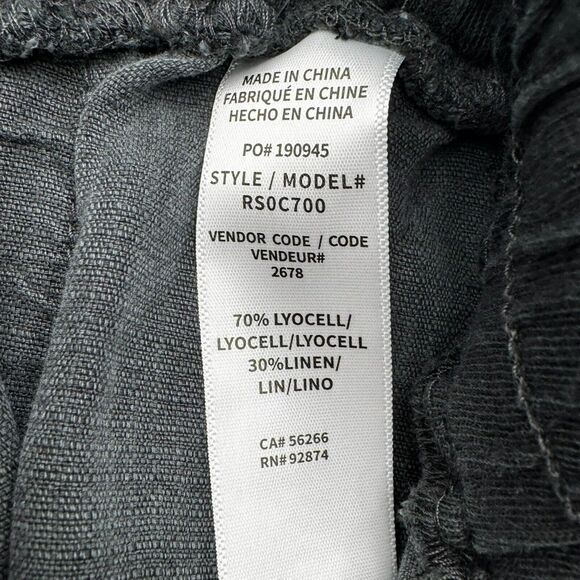 MADE IN CHINA
FABRIQUÉ EN CHINE
HECHO EN CHINA
PO# 190945
STYLE / MODEL#
RS0C700
VENDOR CODE / CODE
VENDEUR#
2678
70% LYOCELL/
LYOCELL/LYOCELL
30%LINEN/
LIN/LINO
CA# 56266
RN# 92874